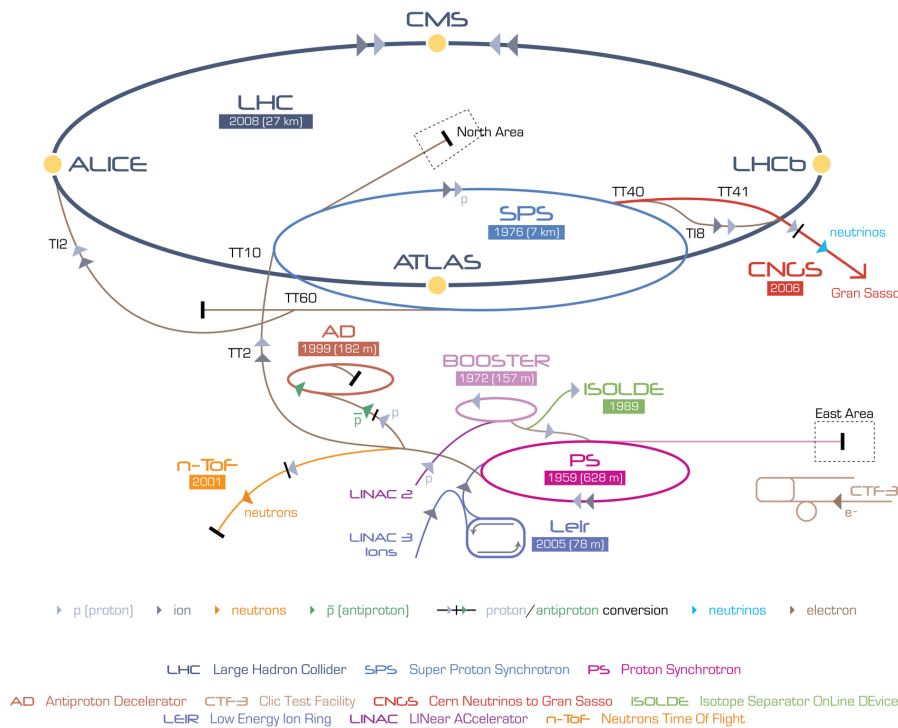 CMS
LHC
2008 (27 km)
North Area
ALICE
LHCb
TT40
TT41
SPS
1976 (7 km)
TI8
neutrinos
TI2
TT10
ATLAS
CNGS
2006
Gran Sasso
TT60
AD
1999 (182 m)
TT2
BOOSTER
1972 (157 m)
ISOLDE
1989
East Area
p
p̄
p
n-ToF
2001
PS
1959 (628 m)
LINAC 2
p
neutrons
CTF-3
e-
LINAC 3
Ions
Leir
2005 (78 m)
p (proton) ion neutrons p̄ (antiproton) proton/antiproton conversion neutrinos electron
LHC Large Hadron Collider SPS Super Proton Synchrotron PS Proton Synchrotron
AD Antiproton Decelerator CTF-3 Clic Test Facility CNGS Cern Neutrinos to Gran Sasso ISOLDE Isotope Separator OnLine DEvice
LEIR Low Energy Ion Ring LINAC LINear ACcelerator n-ToF Neutrons Time Of Flight